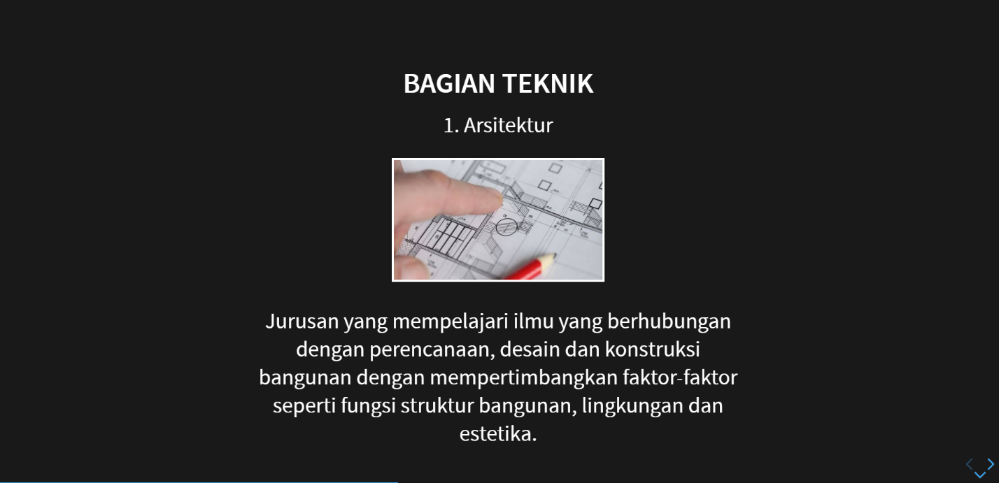 BAGIAN TEKNIK
1. Arsitektur
Jurusan yang mempelajari ilmu yang berhubungan
dengan perencanaan, desain dan konstruksi
bangunan dengan mempertimbangkan faktor-faktor
seperti fungsi struktur bangunan, lingkungan dan
estetika.